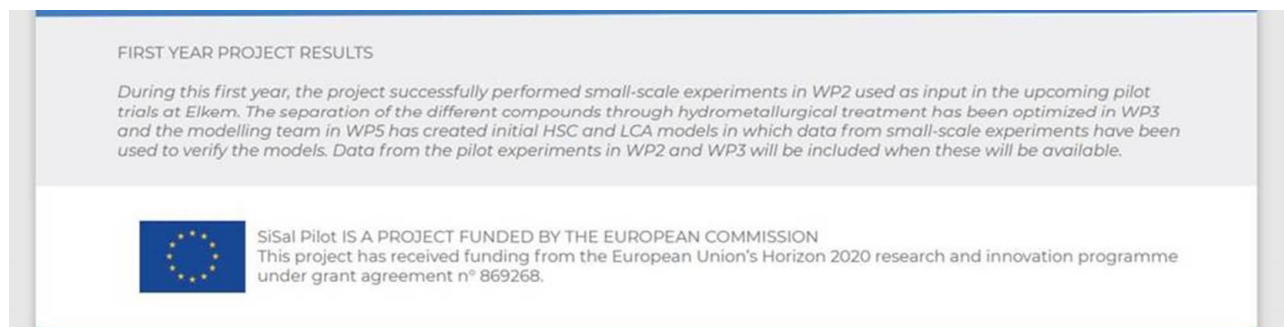 FIRST YEAR PROJECT RESULTS
During this first year, the project successfully performed small-scale experiments in WP2 used as input in the upcoming pilot
trials at Elkem. The separation of the different compounds through hydrometallurgical treatment has been optimized in WP3
and the modelling team in WP5 has created initial HSC and LCA models in which data from small-scale experiments have been
used to verify the models. Data from the pilot experiments in WP2 and WP3 will be included when these will be available.
SiSal Pilot IS A PROJECT FUNDED BY THE EUROPEAN COMMISSION
This project has received funding from the European Union's Horizon 2020 research and innovation programme
under grant agreement n° 869268.